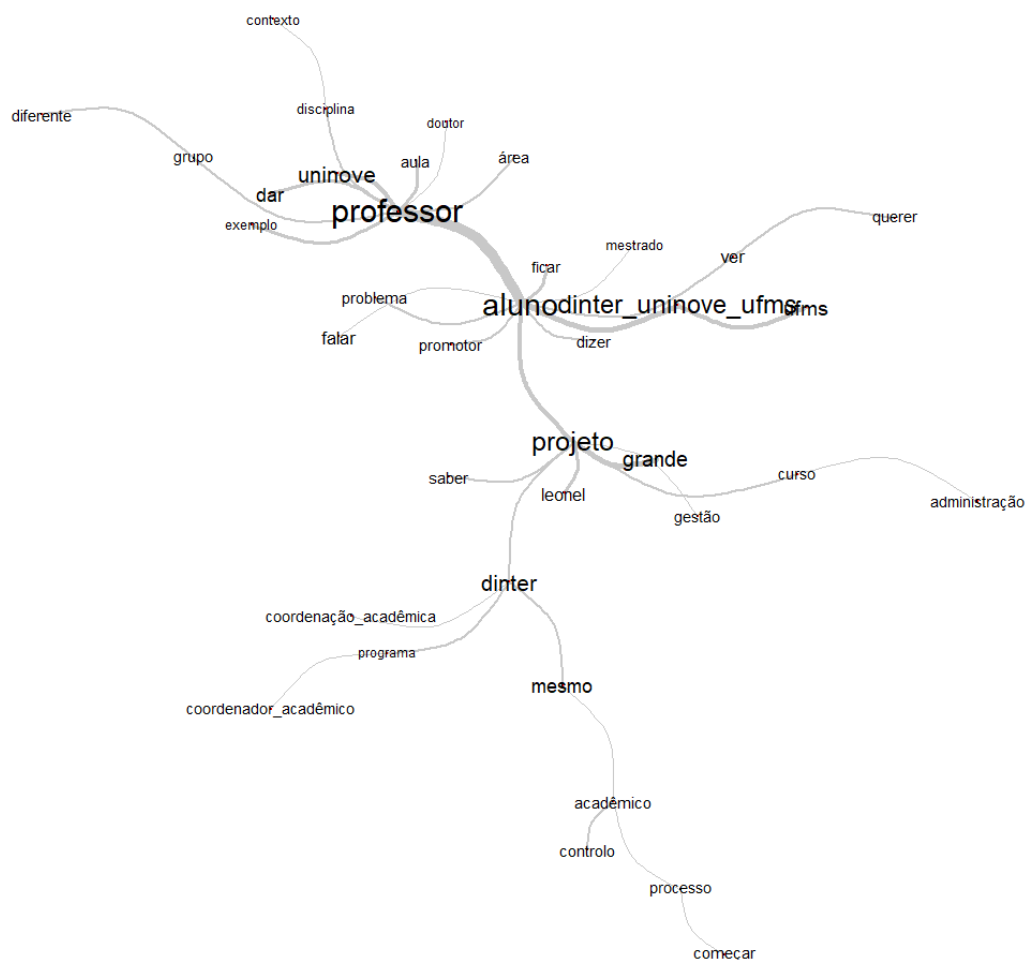 contexto
diferente
disciplina
doutor
grupo
aula
área
uninove
dar
professor
exemplo
querer
mestrado
ver
ficar
problema
aluno
dinter_uninove_ufms
ufms
falar
promotor
dizer
projeto
grande
saber
curso
leonel
administração
gestão
dinter
coordenação_acadêmica
programa
mesmo
coordenador_acadêmico
acadêmico
controlo
processo
começar